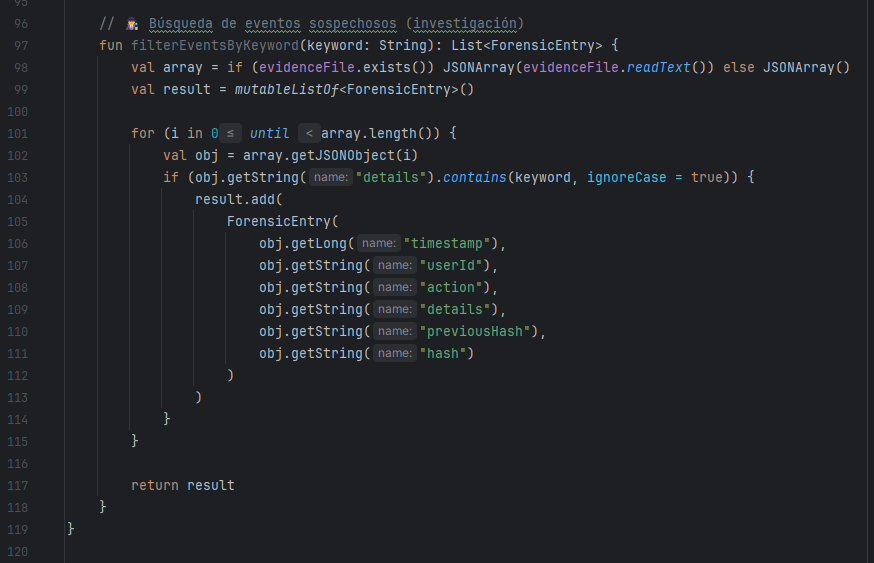 95
96 // 🕵️ Búsqueda de eventos sospechosos (investigación)
97 fun filterEventsByKeyword(keyword: String): List<ForensicEntry> {
98 val array = if (evidenceFile.exists()) JSONArray(evidenceFile.readText()) else JSONArray()
99 val result = mutableListOf<ForensicEntry>()
100
101 for (i in 0 ≤ until < array.length()) {
102 val obj = array.getJSONObject(i)
103 if (obj.getString( name: "details").contains(keyword, ignoreCase = true)) {
104 result.add(
105 ForensicEntry(
106 obj.getLong( name: "timestamp"),
107 obj.getString( name: "userId"),
108 obj.getString( name: "action"),
109 obj.getString( name: "details"),
110 obj.getString( name: "previousHash"),
111 obj.getString( name: "hash")
112 )
113 )
114 }
115 }
116
117 return result
118 }
119 }
120